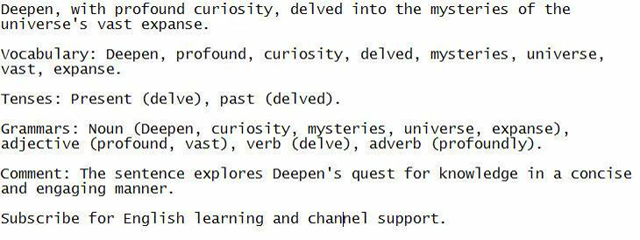 Deepen, with profound curiosity, delved into the mysteries of the
universe's vast expanse.
Vocabulary: Deepen, profound, curiosity, delved, mysteries, universe,
vast, expanse.
Tenses: Present (delve), past (delved).
Grammars: Noun (Deepen, curiosity, mysteries, universe, expanse),
adjective (profound, vast), verb (delve), adverb (profoundly).
Comment: The sentence explores Deepen's quest for knowledge in a concise
and engaging manner.
Subscribe for English learning and channel support.